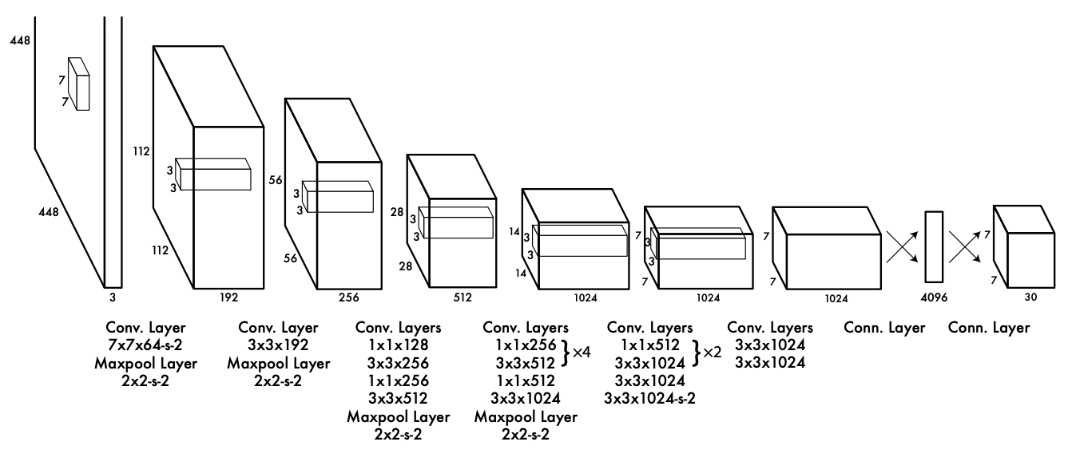 448
7
7
448
3
112
3
3
112
192
56
3
3
56
256
28
3
3
28
512
14
3
3
14
1024
7
3
3
7
1024
7
7
1024
4096
7
7
30
Conv. Layer
7x7x64-s-2
Maxpool Layer
2x2-s-2
Conv. Layer
3x3x192
Maxpool Layer
2x2-s-2
Conv. Layers
1x1x128
3x3x256
1x1x256
3x3x512
Maxpool Layer
2x2-s-2
Conv. Layers
1x1x256
3x3x512
}×4
1x1x512
3x3x1024
Maxpool Layer
2x2-s-2
Conv. Layers
1x1x512
3x3x1024
}×2
3x3x1024
3x3x1024-s-2
Conv. Layers
3x3x1024
3x3x1024
Conn. Layer
Conn. Layer